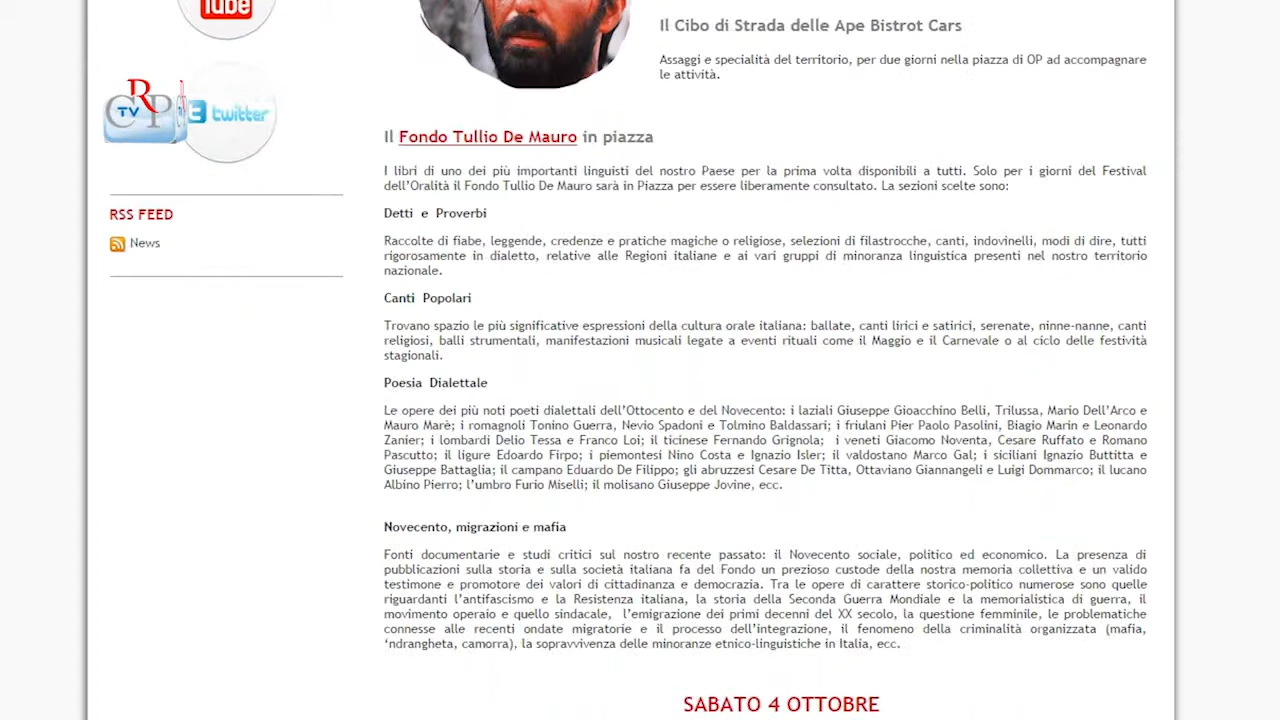 Tube
CRP
TV
twitter
RSS FEED
News
Il Cibo di Strada delle Ape Bistrot Cars
Assaggi e specialità del territorio, per due giorni nella piazza di OP ad accompagnare
le attività.
Il Fondo Tullio De Mauro in piazza
I libri di uno dei più importanti linguisti del nostro Paese per la prima volta disponibili a tutti. Solo per i giorni del Festival
dell'Oralità il Fondo Tullio De Mauro sarà in Piazza per essere liberamente consultato. La sezioni scelte sono:
Detti e Proverbi
Raccolte di fiabe, leggende, credenze e pratiche magiche o religiose, selezioni di filastrocche, canti, indovinelli, modi di dire, tutti
rigorosamente in dialetto, relative alle Regioni italiane e ai vari gruppi di minoranza linguistica presenti nel nostro territorio
nazionale.
Canti Popolari
Trovano spazio le più significative espressioni della cultura orale italiana: ballate, canti lirici e satirici, serenate, ninne-nanne, canti
religiosi, balli strumentali, manifestazioni musicali legate a eventi rituali come il Maggio e il Carnevale o al ciclo delle festività
stagionali.
Poesia Dialettale
Le opere dei più noti poeti dialettali dell'Ottocento e del Novecento: i laziali Giuseppe Gioacchino Belli, Trilussa, Mario Dell'Arco e
Mauro Marè; i romagnoli Tonino Guerra, Nevio Spadoni e Tolmino Baldassari; i friulani Pier Paolo Pasolini, Biagio Marin e Leonardo
Zanier; i lombardi Delio Tessa e Franco Loi; il ticinese Fernando Grignola; i veneti Giacomo Noventa, Cesare Ruffato e Romano
Pascutto; il ligure Edoardo Firpo; i piemontesi Nino Costa e Ignazio Isler; il valdostano Marco Gal; i siciliani Ignazio Buttitta e
Giuseppe Battaglia; il campano Eduardo De Filippo; gli abruzzesi Cesare De Titta, Ottaviano Giannangeli e Luigi Dommarco; il lucano
Albino Pierro; l'umbro Furio Miselli; il molisano Giuseppe Jovine, ecc.
Novecento, migrazioni e mafia
Fonti documentarie e studi critici sul nostro recente passato: il Novecento sociale, politico ed economico. La presenza di
pubblicazioni sulla storia e sulla società italiana fa del Fondo un prezioso custode della nostra memoria collettiva e un valido
testimone e promotore dei valori di cittadinanza e democrazia. Tra le opere di carattere storico-politico numerose sono quelle
riguardanti l'antifascismo e la Resistenza italiana, la storia della Seconda Guerra Mondiale e la memorialistica di guerra, il
movimento operaio e quello sindacale, l'emigrazione dei primi decenni del XX secolo, la questione femminile, le problematiche
connesse alle recenti ondate migratorie e il processo dell'integrazione, il fenomeno della criminalità organizzata (mafia,
'ndrangheta, camorra), la sopravvivenza delle minoranze etnico-linguistiche in Italia, ecc.
SABATO 4 OTTOBRE